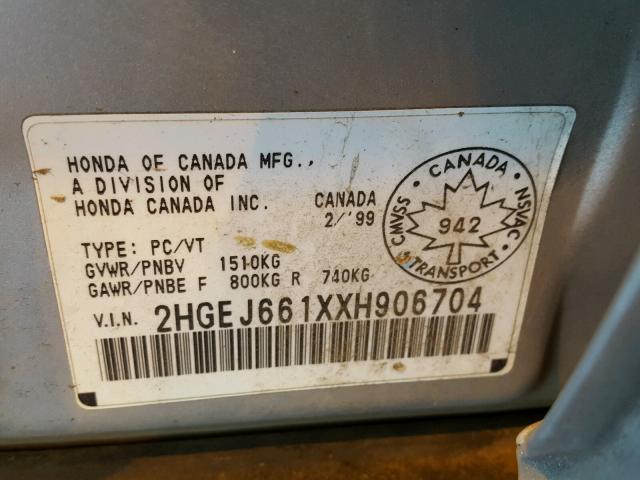 HONDA OF CANADA MFG.,
A DIVISION OF
HONDA CANADA INC.
CANADA
2/'99
TYPE: PC/VT
GVWR/PNBV 1510KG
GAWR/PNBE F 800KG R 740KG
V.I.N. 2HGEJ661XXH906704
CANADA
CMVSS
NSVAC
942
TRANSPORT